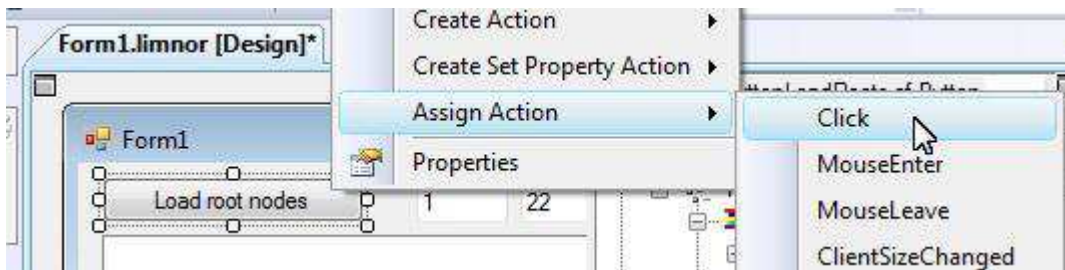 Create Action
Form1.limnor [Design]*
Create Set Property Action
Assign Action
Click
Form1
Properties
MouseEnter
Load root nodes
1 22
MouseLeave
ClientSizeChanged